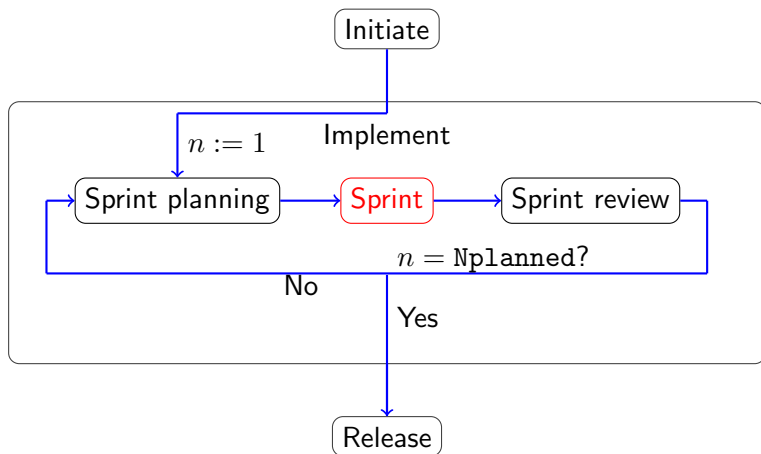 Initiate
Implement
n := 1
Sprint planning
Sprint
Sprint review
n = Nplanned?
No
Yes
Release